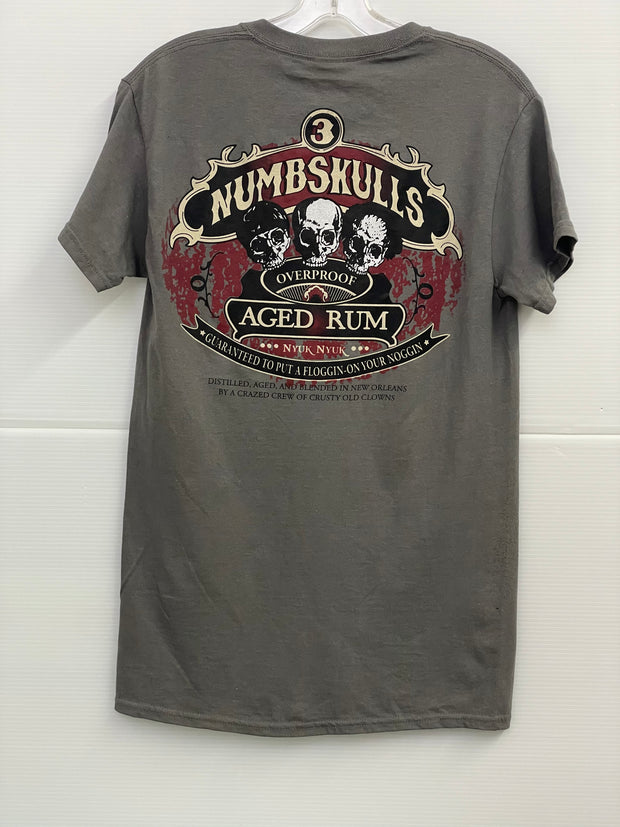 3
NUMBSKULLS
OVERPROOF
AGED RUM
••• NYUK NYUK •••
★ GUARANTEED TO PUT A FLOGGIN-ON YOUR NOGGIN ★
DISTILLED, AGED, AND BLENDED IN NEW ORLEANS
BY A CRAZED CREW OF CRUSTY OLD CLOWNS